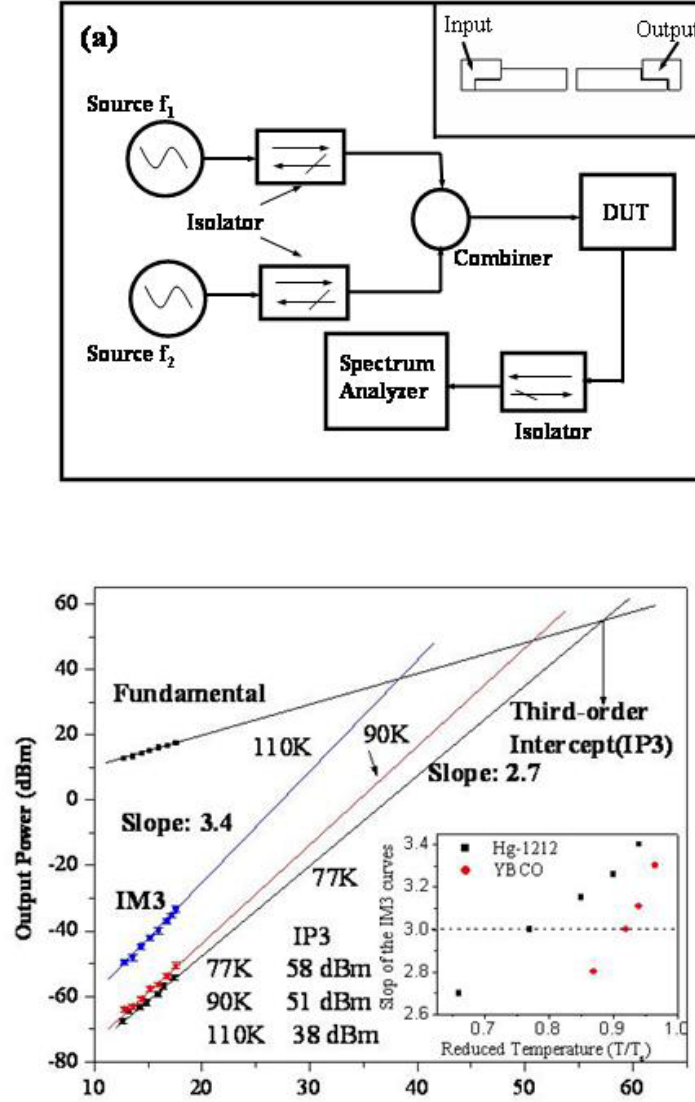 (a)
Input
Output
Source f1
Isolator
Combiner
DUT
Source f2
Spectrum
Analyzer
Isolator
Output Power (dBm)
60
40
20
0
-20
-40
-60
-80
Fundamental
110K
90K
Third-order
Intercept(IP3)
Slope: 2.7
Slope: 3.4
77K
IM3
IP3
77K 58 dBm
90K 51 dBm
110K 38 dBm
Slop of the IM3 curves
3.4
3.2
3.0
2.8
2.6
Hg-1212
YBCO
0.7 0.8 0.9 1.0
Reduced Temperature (T/Tc)
10 20 30 40 50 60